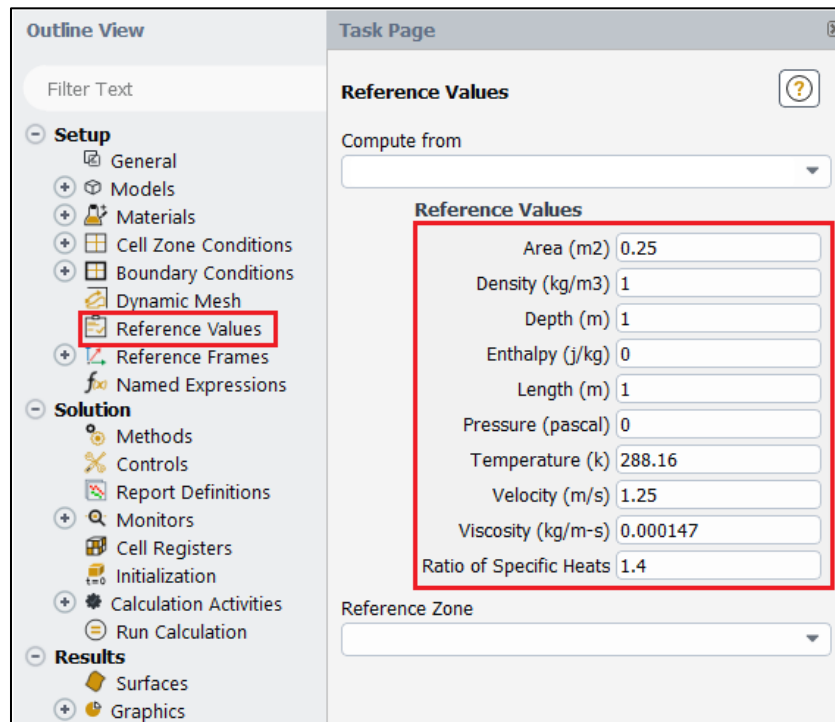 Outline View
Filter Text
Setup
General
Models
Materials
Cell Zone Conditions
Boundary Conditions
Dynamic Mesh
Reference Values
Reference Frames
Named Expressions
Solution
Methods
Controls
Report Definitions
Monitors
Cell Registers
Initialization
Calculation Activities
Run Calculation
Results
Surfaces
Graphics
Task Page
Reference Values
?
Compute from
Reference Values
Area (m2) 0.25
Density (kg/m3) 1
Depth (m) 1
Enthalpy (j/kg) 0
Length (m) 1
Pressure (pascal) 0
Temperature (k) 288.16
Velocity (m/s) 1.25
Viscosity (kg/m-s) 0.000147
Ratio of Specific Heats 1.4
Reference Zone